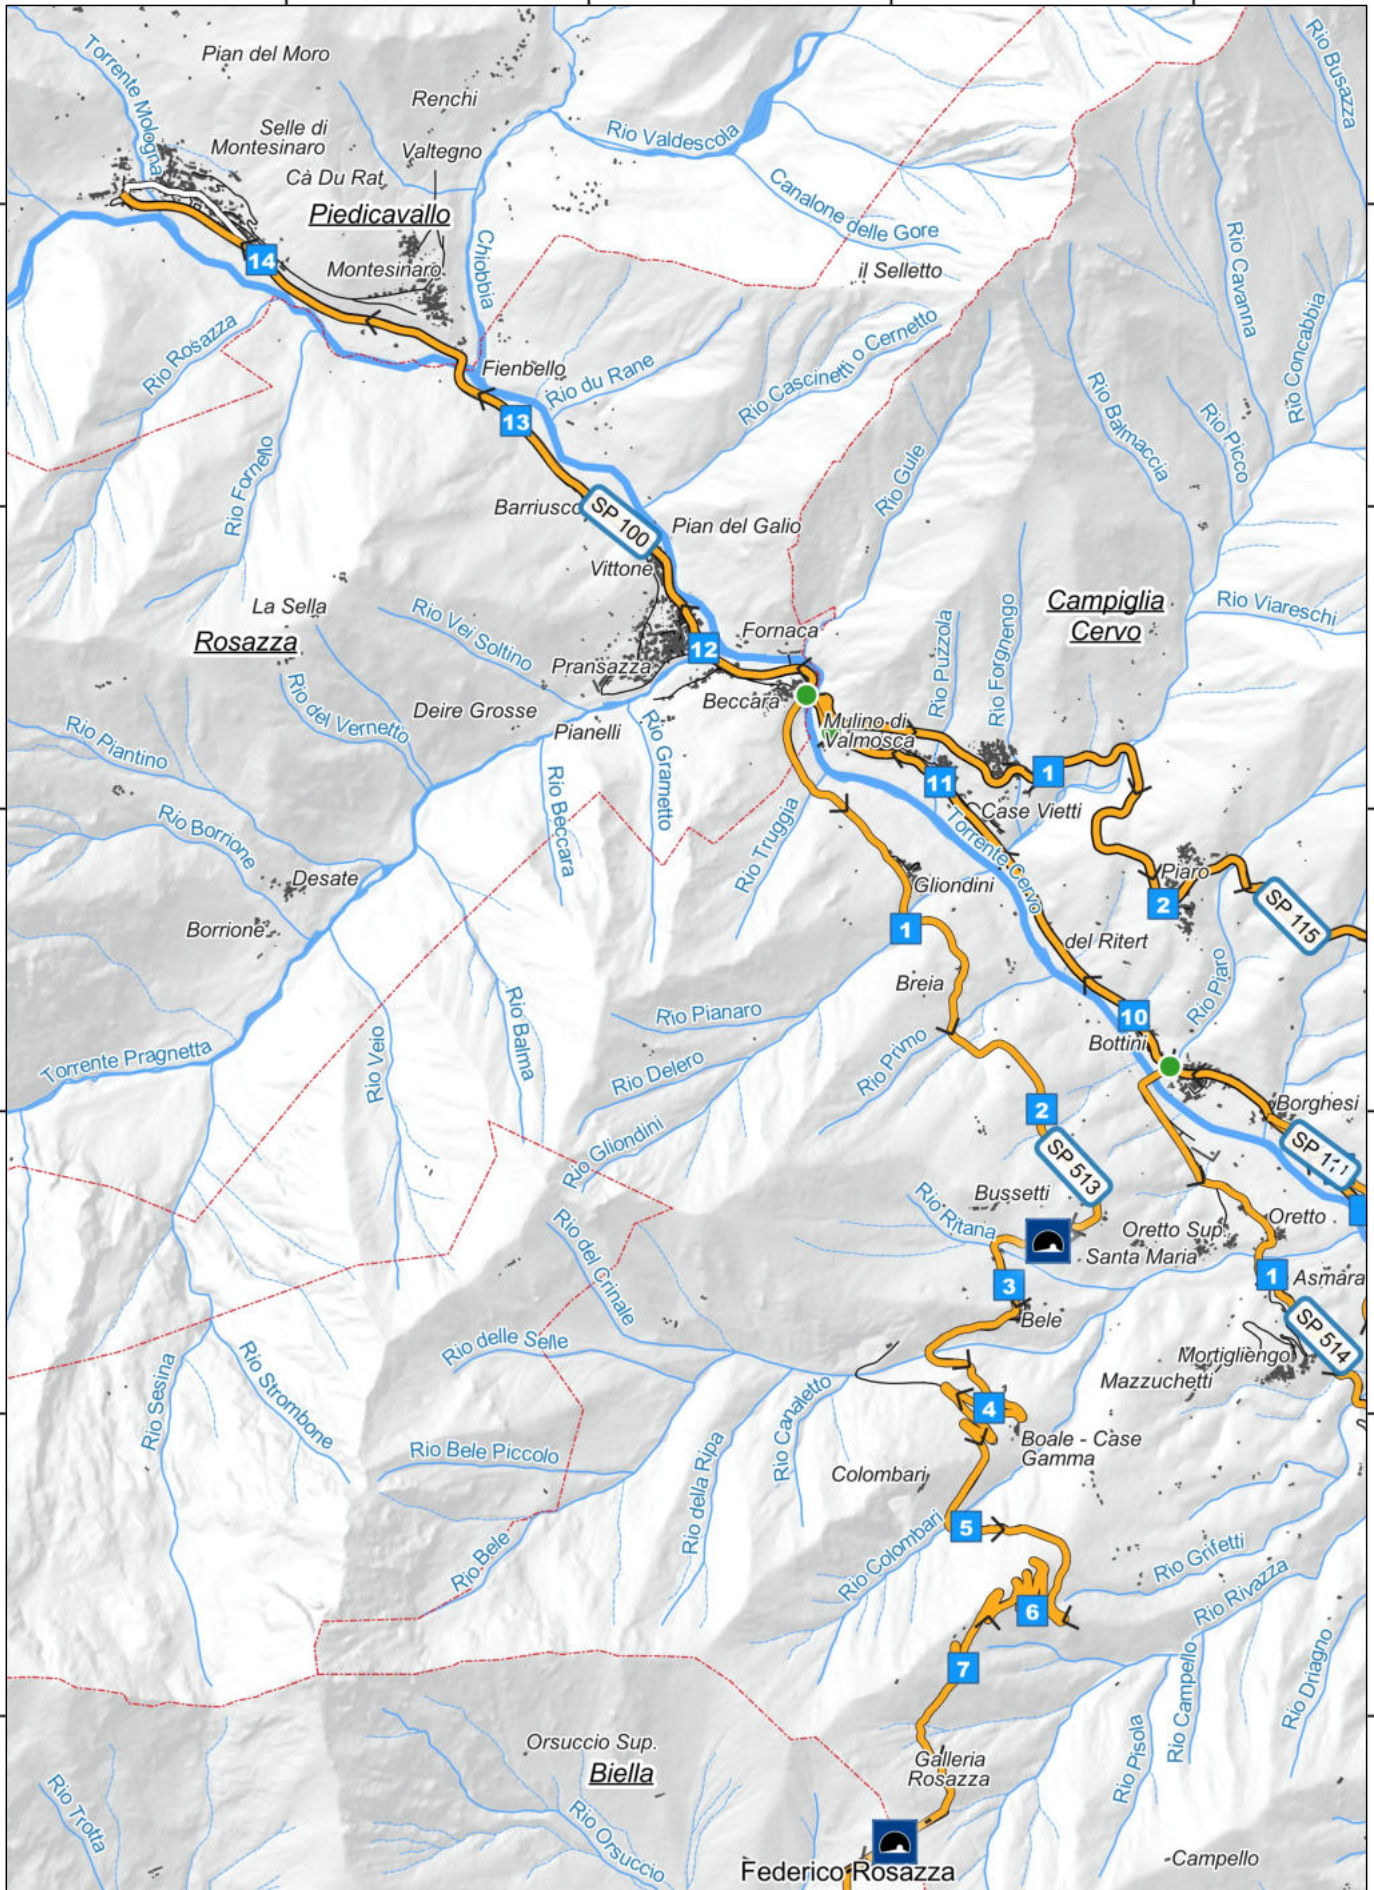 Pian del Moro
Torrente Mologna
Renchi
Rio Busazza
Selle di
Montesinaro
Rio Valdescola
Valtegno
Cà Du Rat
Canalone delle Gore
Piedicavallo
Chiobbia
Rio Cavanna
14
Montesinaro
il Selletto
Rio Concabbia
Rio Rosazza
Fienbello
Rio du Rane
Rio Cascinetti o Cernetto
Rio Balmaccia
Rio Picco
13
Rio Fornello
Rio Gule
Barriusco
SP 100
Pian del Galio
Vittone
La Sella
Rio Vei Soltino
Rosazza
Campiglia
Cervo
Rio Viareschi
Rio Puzzola
Rio Forgnengo
Fornaca
12
Pransazza
Beccara
Rio del Vernetto
Deire Grosse
Pianelli
Rio Grametto
Mulino di
Valmosca
Rio Piantino
Rio Beccara
11
1
Case Vietti
Rio Borrione
Rio Truggia
Torrente Cervo
Desate
Gliondini
Piaro
2
SP 115
Borrione
1
del Ritert
Breia
Rio Piaro
Rio Pianaro
Rio Balma
10
Bottini
Torrente Pragnetta
Rio Veio
Rio Delero
Rio Primo
2
Borghesi
Rio Gliondini
SP 513
Bussetti
Rio Ritana
Oretto Sup.
Oretto
Santa Maria
Rio del Crinale
3
1
Asmara
Bele
SP 514
Rio delle Selle
Rio Strombone
Rio Sesina
Mortigliengo
Mazzuchetti
Rio Canaletto
4
Rio Bele Piccolo
Rio della Ripa
Boale - Case
Gamma
Colombari
5
Rio Bele
Rio Colombari
Rio Grifetti
Rio Rivazza
6
7
Rio Campello
Rio Driagno
Rio Pisola
Orsuccio Sup.
Biella
Galleria
Rosazza
Rio Trotta
Rio Orsuccio
Federico Rosazza
Campello